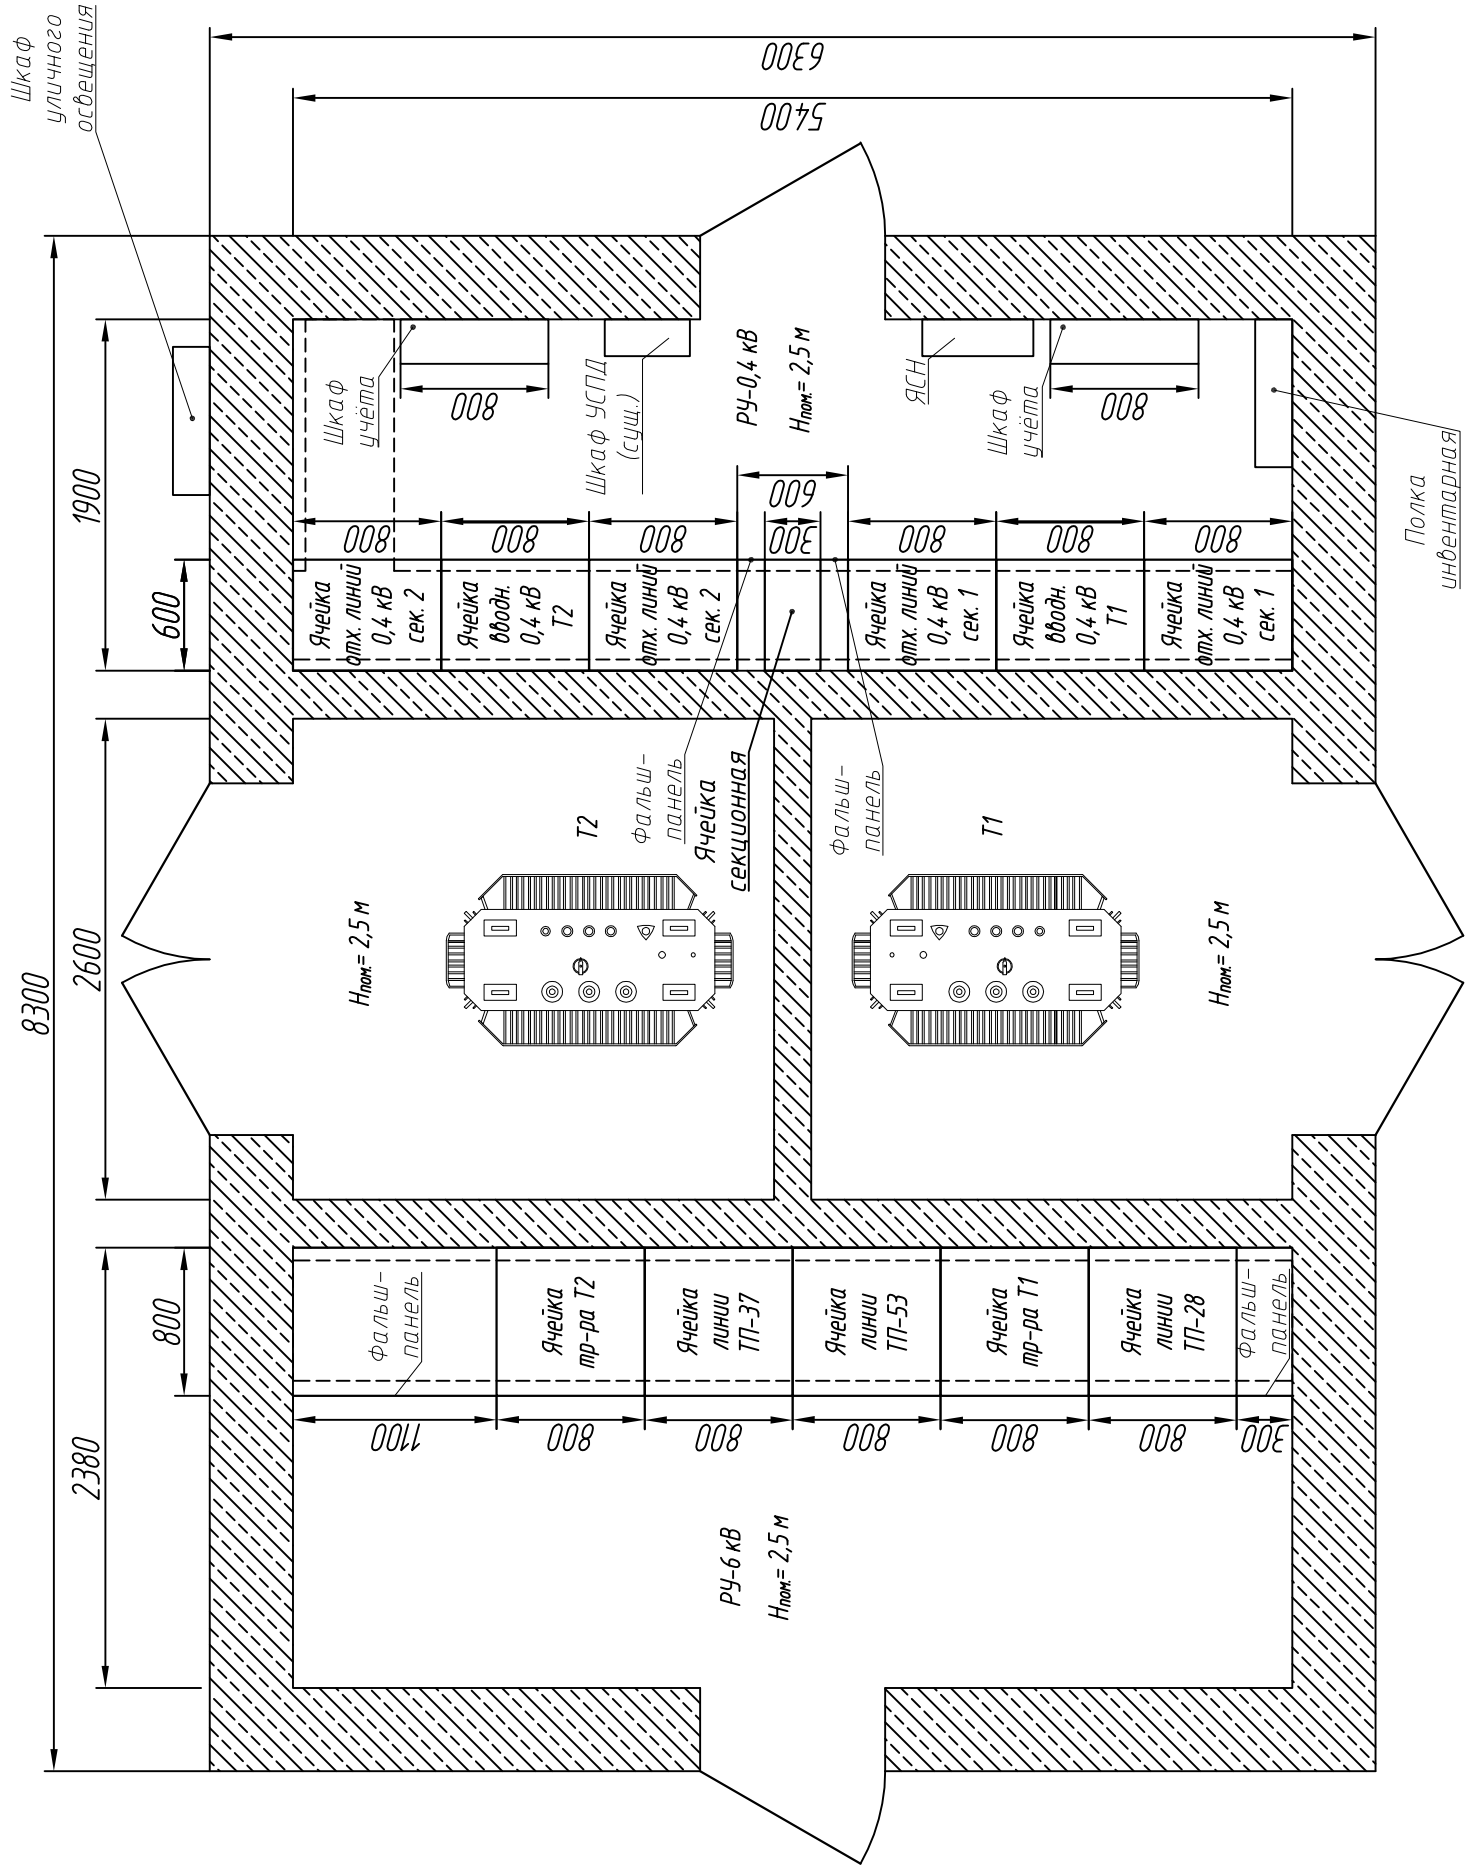 Шкаф
уличного
освещения
6300
5400
8300
1900
600
2600
800
2380
Шкаф
учёта
800
Шкаф УСПД
(сущ.)
РУ-0,4 кВ
Hпом.= 2,5 м
ЯСН
Шкаф
учёта
800
Полка
инвентарная
800
800
800
600
300
800
800
800
Ячейка
отх. линий
0,4 кВ
сек. 2
Ячейка
вводн.
0,4 кВ
Т2
Ячейка
отх. линий
0,4 кВ
сек. 2
Ячейка
отх. линий
0,4 кВ
сек. 1
Ячейка
вводн.
0,4 кВ
Т1
Ячейка
отх. линий
0,4 кВ
сек. 1
Фальш-
панель
Ячейка
секционная
Фальш-
панель
Т2
Hпом.= 2,5 м
Т1
Hпом.= 2,5 м
Фальш-
панель
Ячейка
тр-ра Т2
Ячейка
линии
ТП-37
Ячейка
линии
ТП-53
Ячейка
тр-ра Т1
Ячейка
линии
ТП-28
Фальш-
панель
1100
800
800
800
800
800
300
РУ-6 кВ
Hпом.= 2,5 м